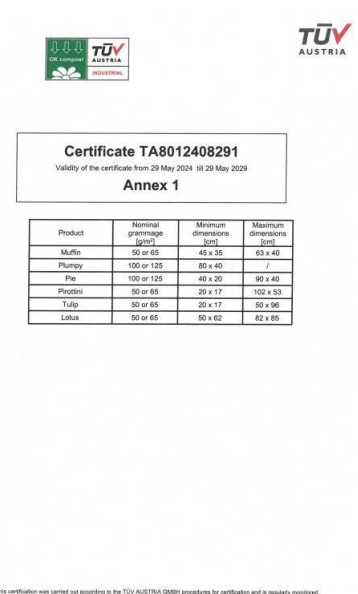 TÜV
AUSTRIA
OK compost
TÜV
AUSTRIA
INDUSTRIAL
Certificate TA8012408291
Validity of the certificate from 29 May 2024 till 29 May 2029
Annex 1
Product Nominal grammage [g/m²] Minimum dimensions [cm] Maximum dimensions [cm]
Muffin 50 or 65 45 x 35 63 x 40
Plumpy 100 or 125 80 x 40 /
Pie 100 or 125 40 x 20 90 x 40
Pirottini 50 or 65 20 x 17 102 x 53
Tulip 50 or 65 20 x 17 50 x 96
Lotus 50 or 65 50 x 62 82 x 85
his certification was carried out according to the TÜV AUSTRIA GMBH procedures for certification and is regularly monitored.